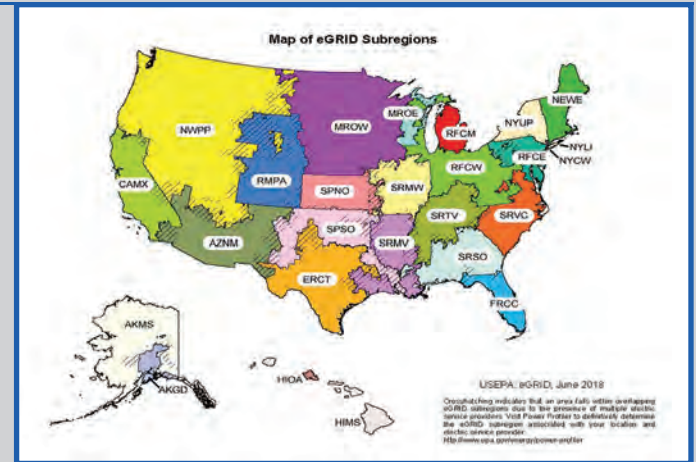 Map of eGRID Subregions
NWPP
MROW
MROE
RFCM
NYUP
NEWE
NYLI
NYCW
RFCE
RFCW
CAMX
RMPA
SPNO
SRMW
SRTV
SRVC
AZNM
SPSO
SRMV
SRSO
ERCT
FRCC
AKMS
AKGD
HIOA
HIMS
USEPA: eGRID, June 2018
Crosshatching indicates that an area falls within overlapping
eGRID subregions due to the presence of multiple electric
service providers. Visit Power Profiler to definitively determine
the eGRID subregion associated with your location and
electric service provider.
http://www.epa.gov/energy/power-profiler